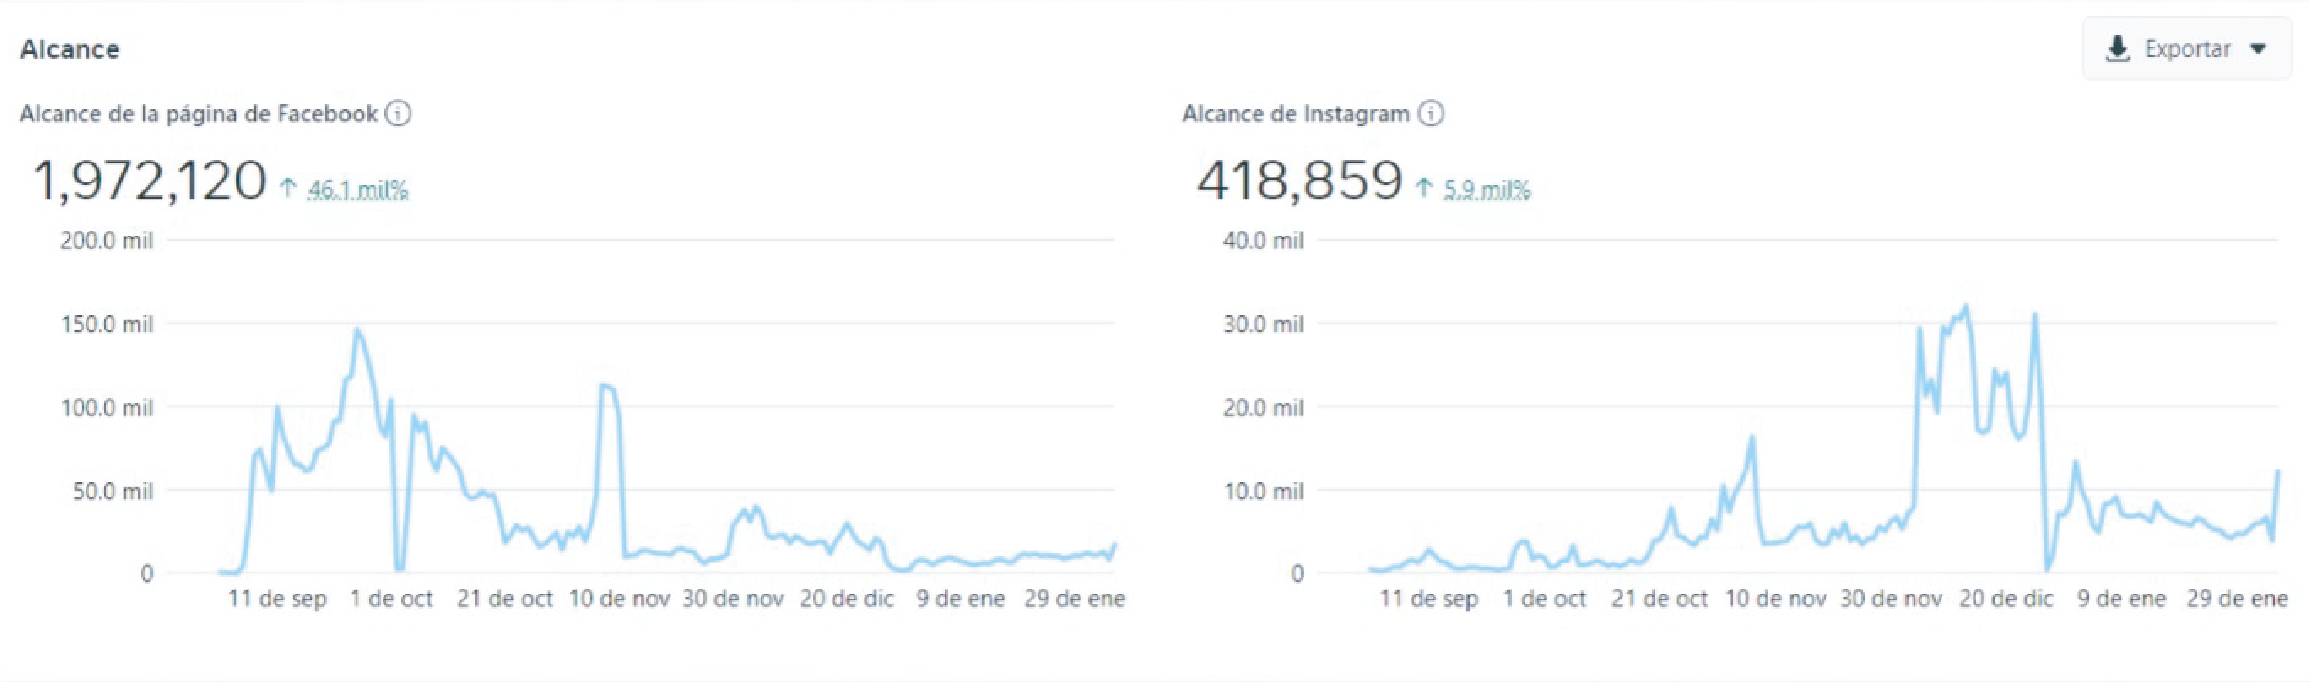 Alcance
Exportar
Alcance de la página de Facebook
1,972,120 ↑ 46.1 mil%
200.0 mil
150.0 mil
100.0 mil
50.0 mil
0
11 de sep 1 de oct 21 de oct 10 de nov 30 de nov 20 de dic 9 de ene 29 de ene
Alcance de Instagram
418,859 ↑ 5.9 mil%
40.0 mil
30.0 mil
20.0 mil
10.0 mil
0
11 de sep 1 de oct 21 de oct 10 de nov 30 de nov 20 de dic 9 de ene 29 de ene